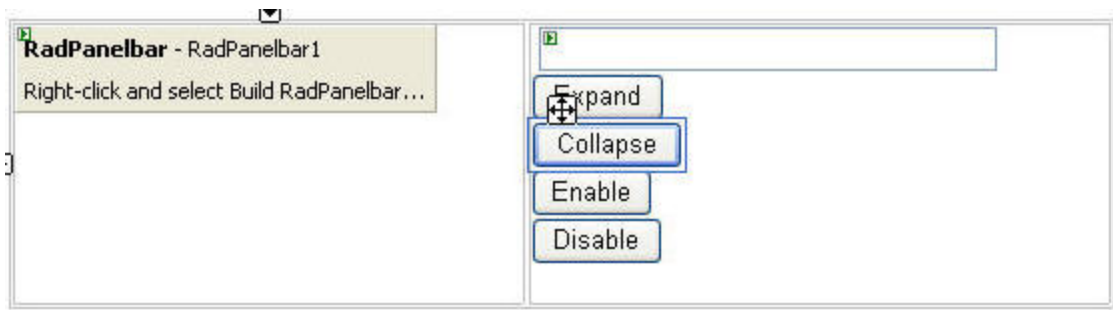 RadPanelbar - RadPanelbar1
Right-click and select Build RadPanelbar...
Expand
Collapse
Enable
Disable